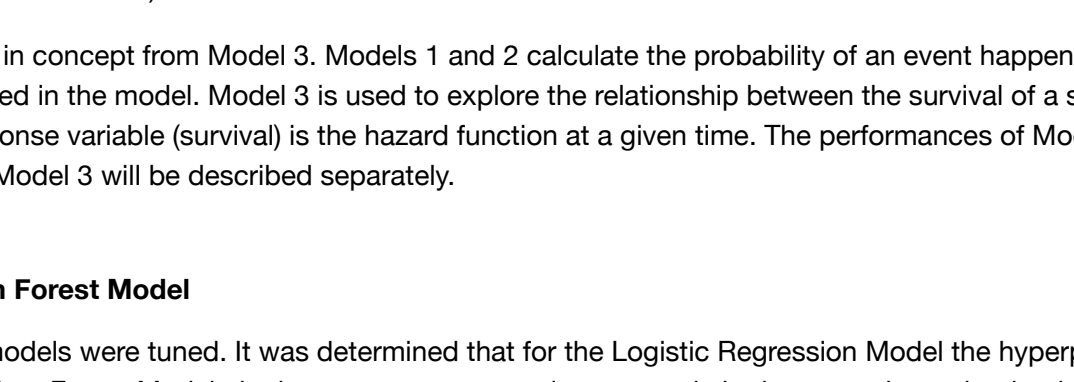 in concept from Model 3. Models 1 and 2 calculate the probability of an event happen
ed in the model. Model 3 is used to explore the relationship between the survival of a s
onse variable (survival) is the hazard function at a given time. The performances of Mo
Model 3 will be described separately.
Forest Model
models were tuned. It was determined that for the Logistic Regression Model the hyperp